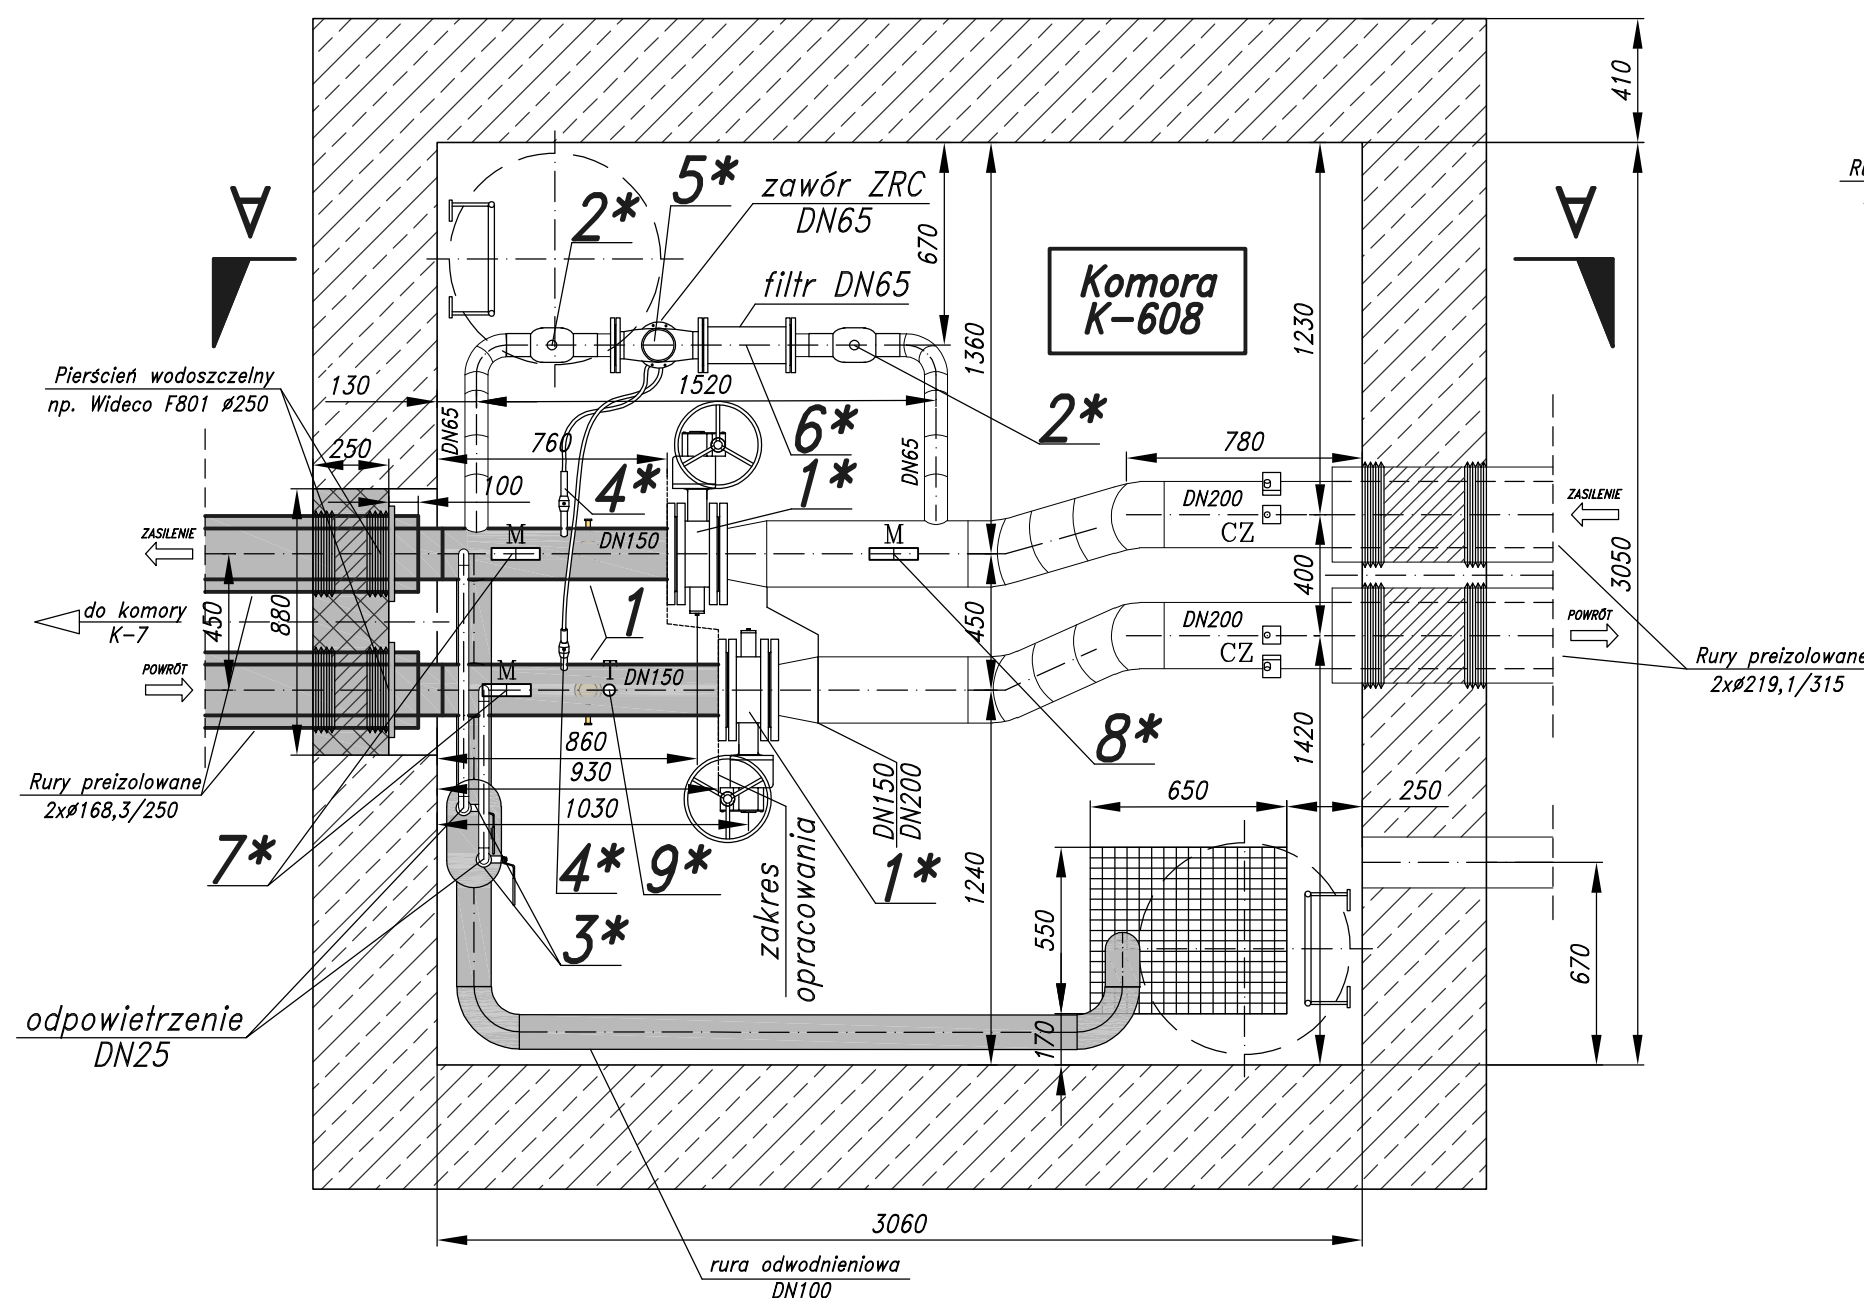 410
Ru
5*
zawór ZRC
DN65
2*
A
A
670
filtr DN65
Komora
K-608
1360
1230
Pierścień wodoszczelny
np. Wideco F801 ø250
130
1520
DN65
6*
2*
250
760
DN65
780
100
4*
1*
ZASILENIE
M
DN150
M
DN200
CZ
ZASILENIE
400
3050
do komory
K-7
450
880
1
450
DN200
CZ
POWRÓT
POWRÓT
M
T
DN150
Rury preizolowane
2xø219,1/315
860
8*
1420
930
Rury preizolowane
2xø168,3/250
1030
DN150
DN200
650
250
7*
4*
9*
zakres
opracowania
1*
1240
3*
550
670
odpowietrzenie
DN25
170
3060
rura odwodnieniowa
DN100